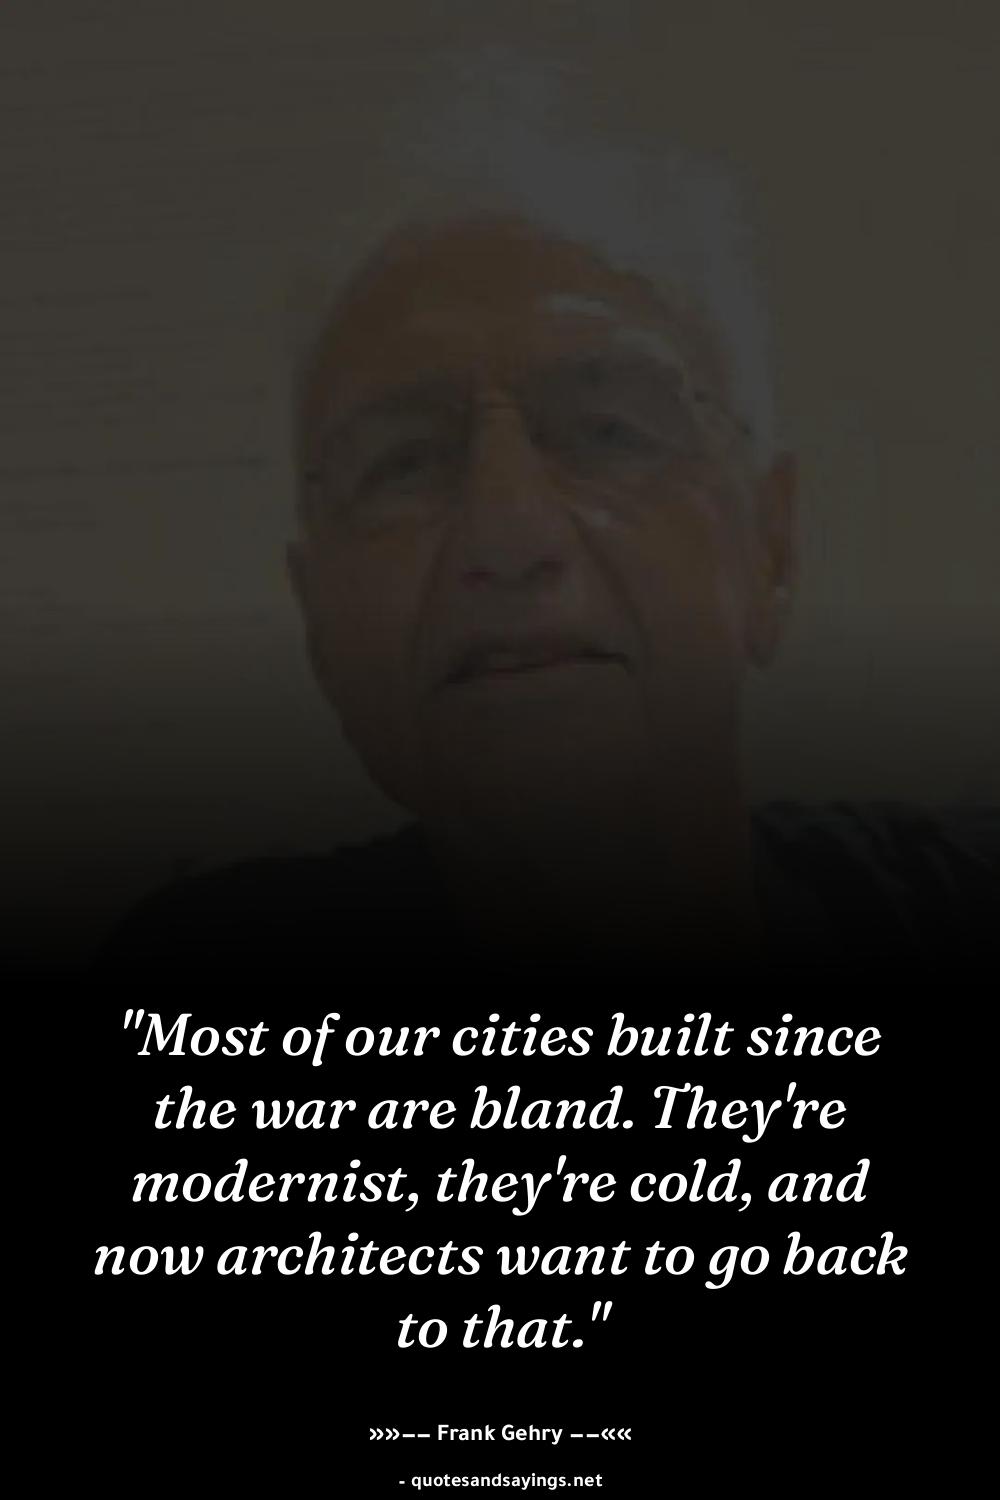 "Most of our cities built since
the war are bland. They're
modernist, they're cold, and
now architects want to go back
to that."
»»–– Frank Gehry ––««
- quotesandsayings.net